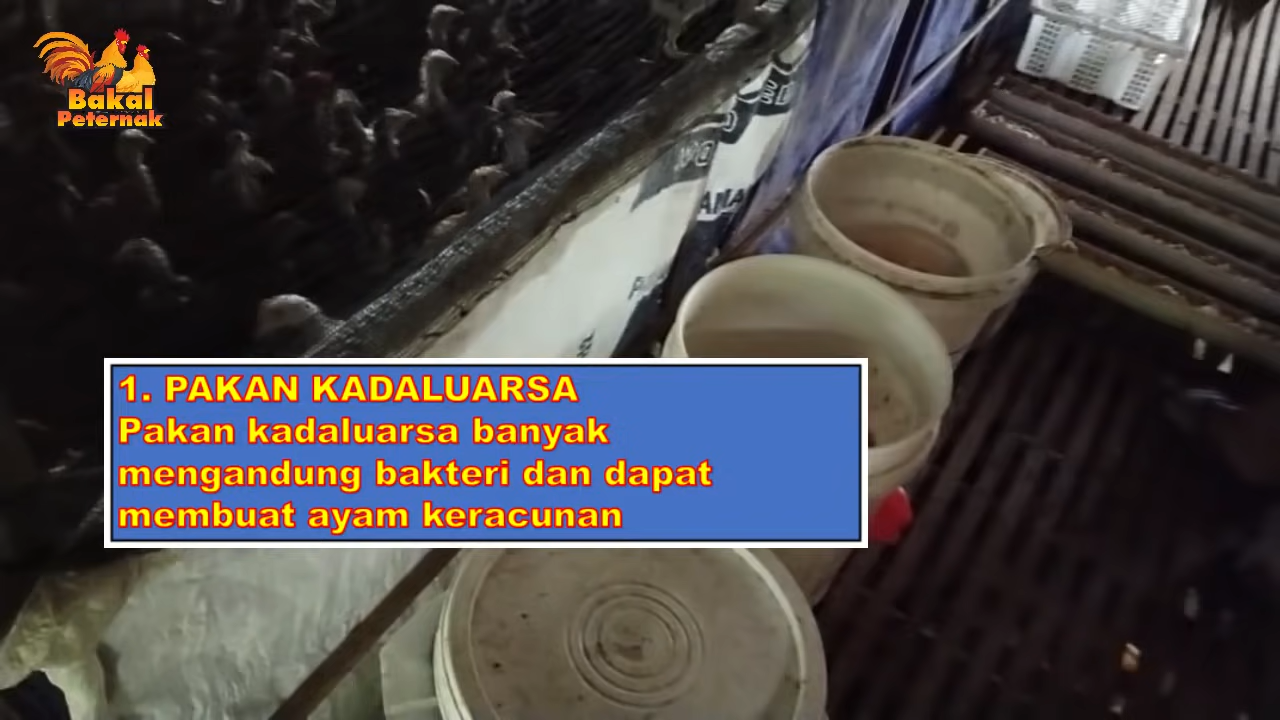 Bakal
Peternak
1. PAKAN KADALUARSA
Pakan kadaluarsa banyak
mengandung bakteri dan dapat
membuat ayam keracunan